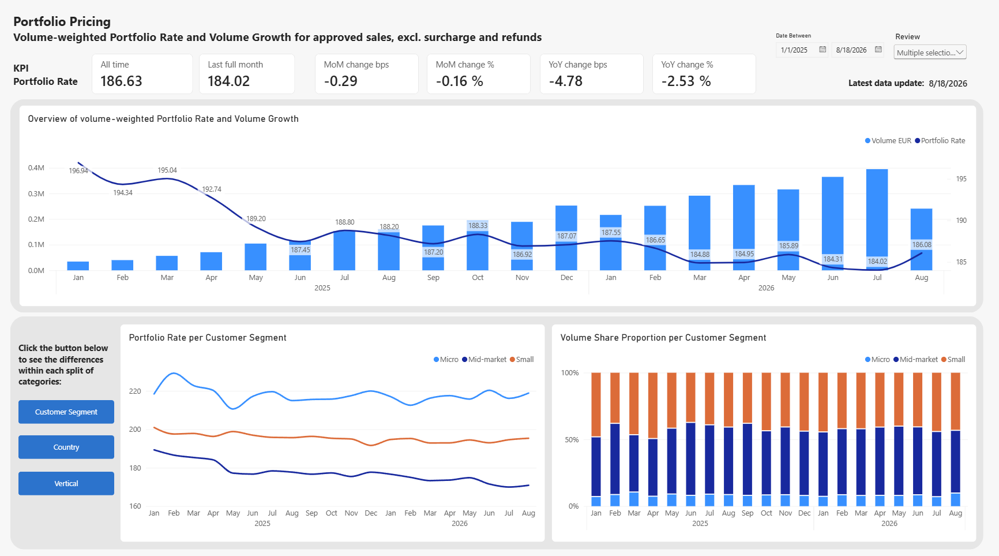 Portfolio Pricing
Volume-weighted Portfolio Rate and Volume Growth for approved sales, excl. surcharge and refunds
Date Between
Review
1/1/2025
8/18/2026
Multiple selectio...
KPI
Portfolio Rate
All time
186.63
Last full month
184.02
MoM change bps
-0.29
MoM change %
-0.16 %
YoY change bps
-4.78
YoY change %
-2.53 %
Latest data update: 8/18/2026
Overview of volume-weighted Portfolio Rate and Volume Growth
Volume EUR Portfolio Rate
0.4M
0.3M
0.2M
0.1M
0.0M
196.94
194.34
195.04
192.74
189.20
187.45
188.80
188.20
187.20
188.33
186.92
187.07
187.55
186.65
184.88
184.95
185.89
184.31
184.02
186.08
195
190
185
Jan Feb Mar Apr May Jun Jul Aug Sep Oct Nov Dec Jan Feb Mar Apr May Jun Jul Aug
2025 2026
Click the button below
to see the differences
within each split of
categories:
Customer Segment
Country
Vertical
Portfolio Rate per Customer Segment
Micro Mid-market Small
220
200
180
160
Jan Feb Mar Apr May Jun Jul Aug Sep Oct Nov Dec Jan Feb Mar Apr May Jun Jul Aug
2025 2026
Volume Share Proportion per Customer Segment
Micro Mid-market Small
100%
50%
0%
Jan Feb Mar Apr May Jun Jul Aug Sep Oct Nov Dec Jan Feb Mar Apr May Jun Jul Aug
2025 2026